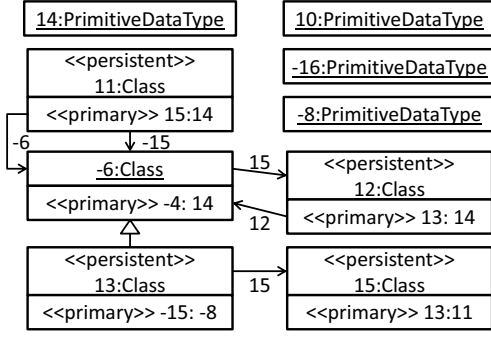 14:PrimitiveDataType
10:PrimitiveDataType
<<persistent>>
11:Class
<<primary>> 15:14
-16:PrimitiveDataType
-8:PrimitiveDataType
-6
-15
-6:Class
<<primary>> -4: 14
15
12
<<persistent>>
12:Class
<<primary>> 13: 14
<<persistent>>
13:Class
<<primary>> -15: -8
15
<<persistent>>
15:Class
<<primary>> 13:11